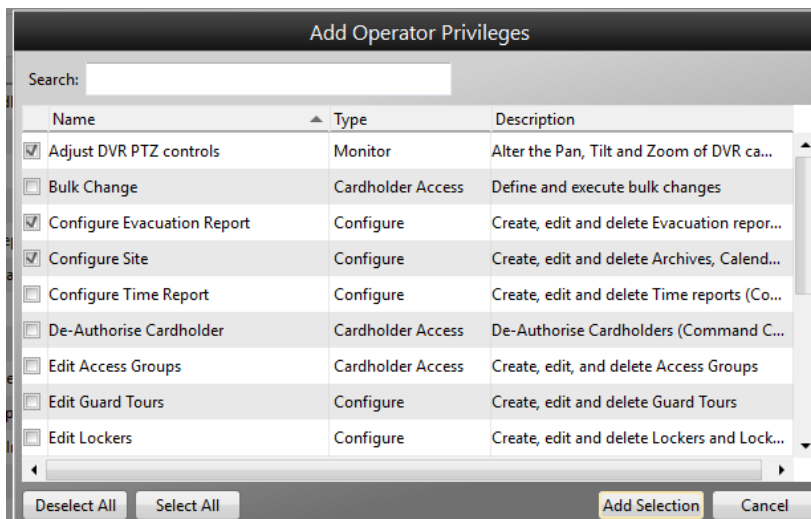 Add Operator Privileges
Search:
Name Type Description
Adjust DVR PTZ controls Monitor Alter the Pan, Tilt and Zoom of DVR ca...
Bulk Change Cardholder Access Define and execute bulk changes
Configure Evacuation Report Configure Create, edit and delete Evacuation repor...
Configure Site Configure Create, edit and delete Archives, Calend...
Configure Time Report Configure Create, edit and delete Time reports (Co...
De-Authorise Cardholder Cardholder Access De-Authorise Cardholders (Command C...
Edit Access Groups Cardholder Access Create, edit, and delete Access Groups
Edit Guard Tours Configure Create, edit and delete Guard Tours
Edit Lockers Configure Create, edit and delete Lockers and Lock...
Deselect All Select All Add Selection Cancel